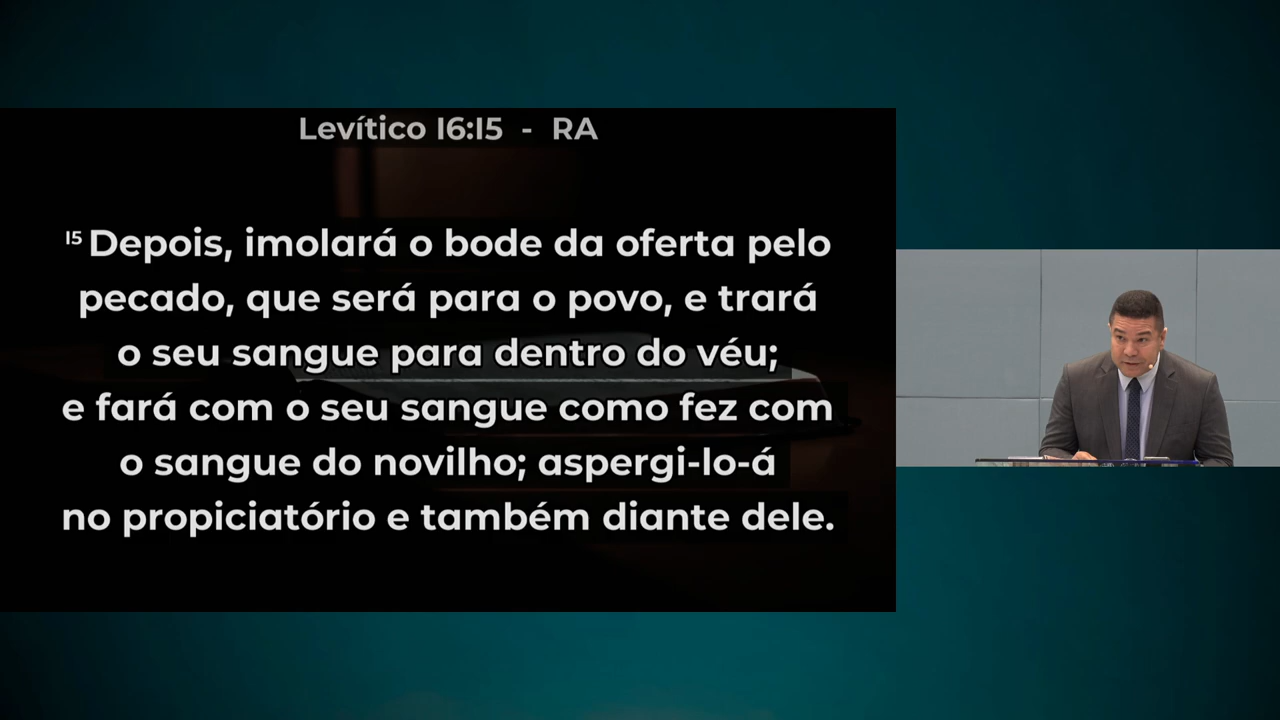 Levítico 16:15 - RA
15 Depois, imolará o bode da oferta pelo
pecado, que será para o povo, e trará
o seu sangue para dentro do véu;
e fará com o seu sangue como fez com
o sangue do novilho; aspergi-lo-á
no propiciatório e também diante dele.